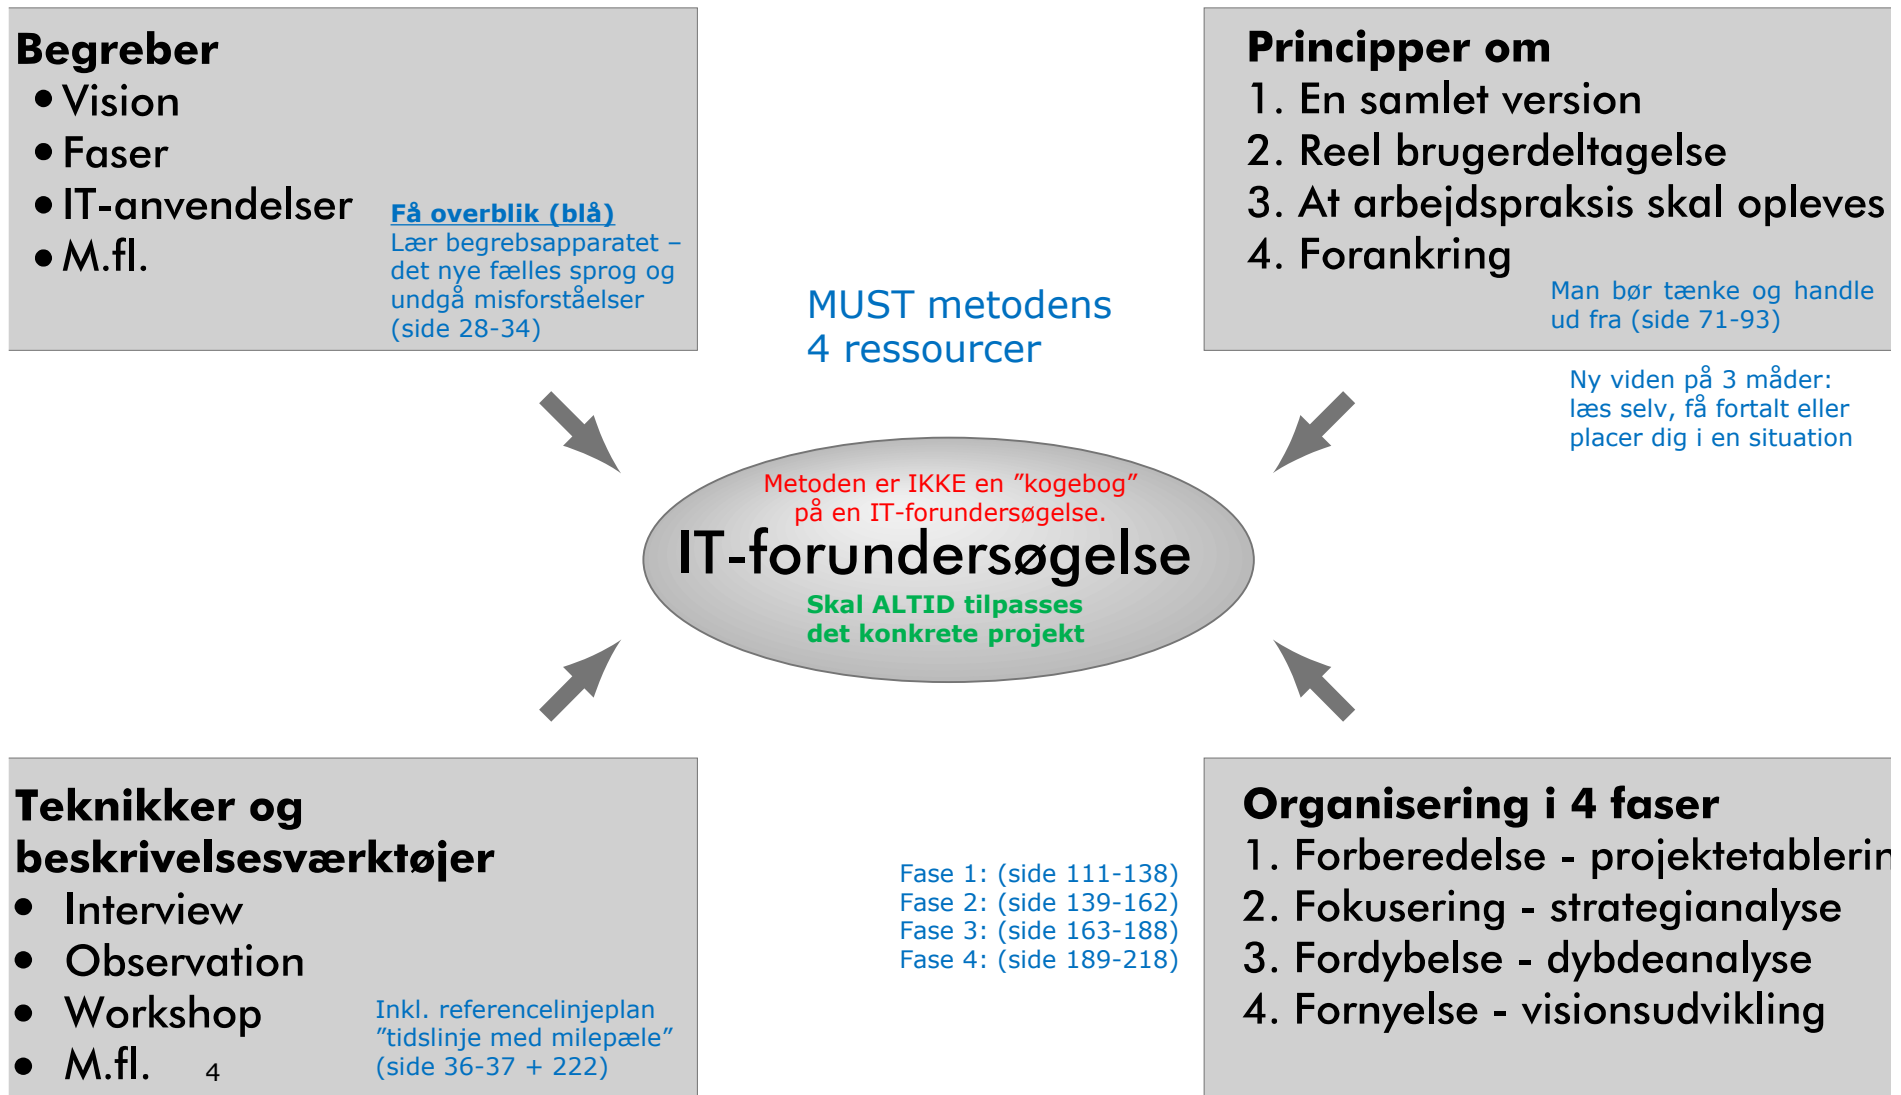 Begreber
• Vision
• Faser
• IT-anvendelser
• M.fl.
Få overblik (blå)
Lær begrebsapparatet –
det nye fælles sprog og
undgå misforståelser
(side 28-34)
MUST metodens
4 ressourcer
Principper om
1. En samlet version
2. Reel brugerdeltagelse
3. At arbejdspraksis skal opleves
4. Forankring
Man bør tænke og handle
ud fra (side 71-93)
Ny viden på 3 måder:
læs selv, få fortalt eller
placer dig i en situation
Metoden er IKKE en ”kogebog”
på en IT-forundersøgelse.
IT-forundersøgelse
Skal ALTID tilpasses
det konkrete projekt
Teknikker og
beskrivelsesværktøjer
• Interview
• Observation
• Workshop
• M.fl.
4
Inkl. referencelinjeplan
”tidslinje med milepæle”
(side 36-37 + 222)
Fase 1: (side 111-138)
Fase 2: (side 139-162)
Fase 3: (side 163-188)
Fase 4: (side 189-218)
Organisering i 4 faser
1. Forberedelse - projektetablerin
2. Fokusering - strategianalyse
3. Fordybelse - dybdeanalyse
4. Fornyelse - visionsudvikling